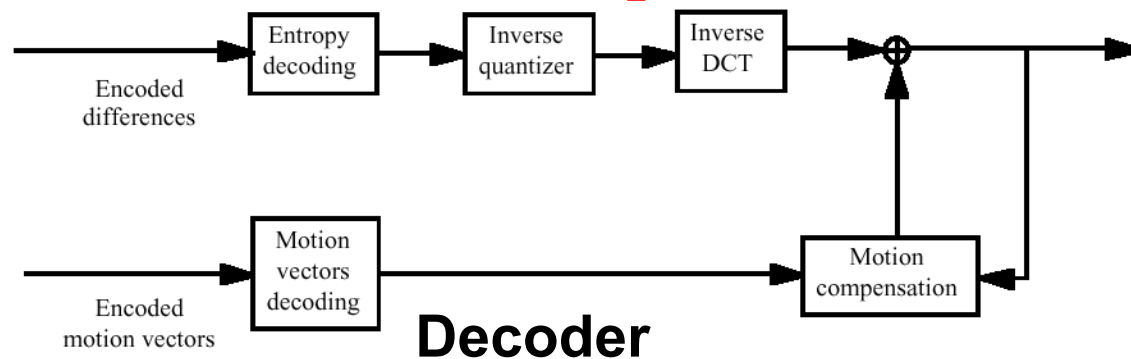 Entropy
decoding
Inverse
quantizer
Inverse
DCT
Encoded
differences
Motion
vectors
decoding
Motion
compensation
Encoded
motion vectors
Decoder